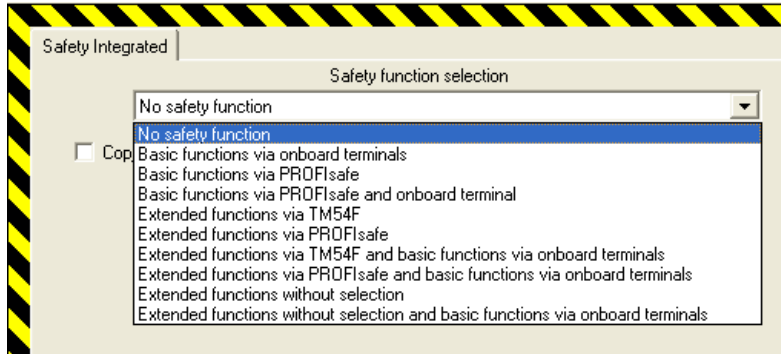 Safety Integrated
Safety function selection
No safety function
No safety function
Cop
Basic functions via onboard terminals
Basic functions via PROFIsafe
Basic functions via PROFIsafe and onboard terminal
Extended functions via TM54F
Extended functions via PROFIsafe
Extended functions via TM54F and basic functions via onboard terminals
Extended functions via PROFIsafe and basic functions via onboard terminals
Extended functions without selection
Extended functions without selection and basic functions via onboard terminals